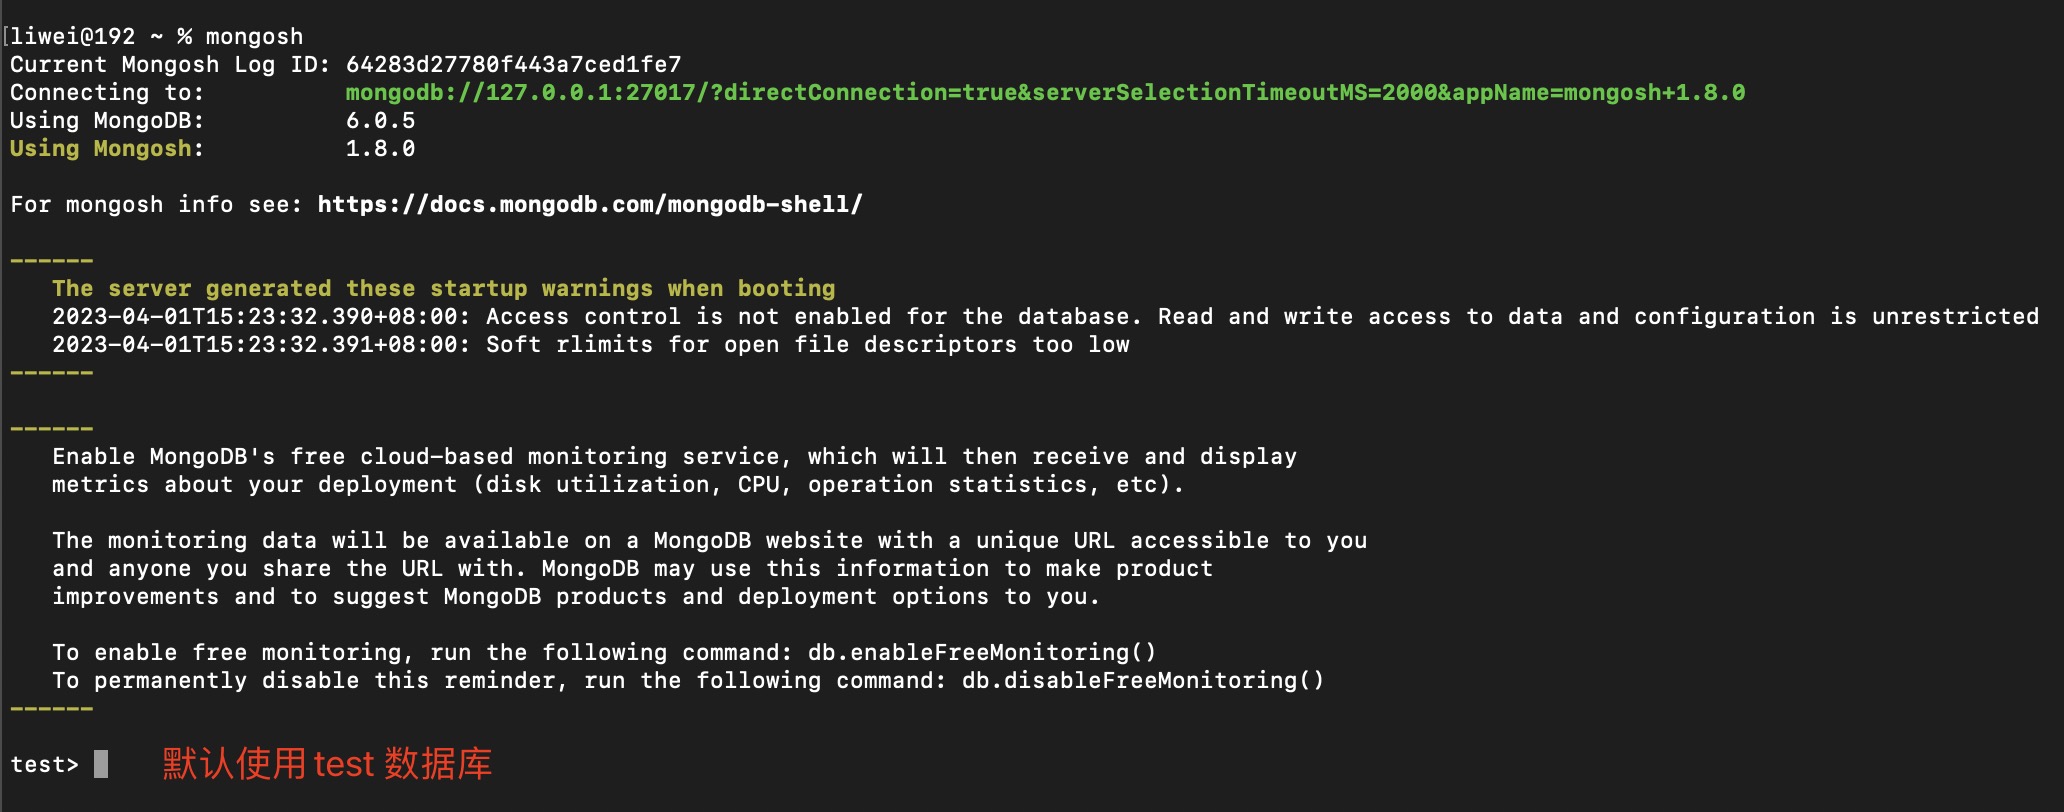 [liwei@192 ~ % mongosh
Current Mongosh Log ID: 64283d27780f443a7ced1fe7
Connecting to:          mongodb://127.0.0.1:27017/?directConnection=true&serverSelectionTimeoutMS=2000&appName=mongosh+1.8.0
Using MongoDB:          6.0.5
Using Mongosh:          1.8.0
For mongosh info see: https://docs.mongodb.com/mongodb-shell/
------
The server generated these startup warnings when booting
2023-04-01T15:23:32.390+08:00: Access control is not enabled for the database. Read and write access to data and configuration is unrestricted
2023-04-01T15:23:32.391+08:00: Soft rlimits for open file descriptors too low
------
------
Enable MongoDB's free cloud-based monitoring service, which will then receive and display
metrics about your deployment (disk utilization, CPU, operation statistics, etc).
The monitoring data will be available on a MongoDB website with a unique URL accessible to you
and anyone you share the URL with. MongoDB may use this information to make product
improvements and to suggest MongoDB products and deployment options to you.
To enable free monitoring, run the following command: db.enableFreeMonitoring()
To permanently disable this reminder, run the following command: db.disableFreeMonitoring()
------
test> 默认使用 test 数据库